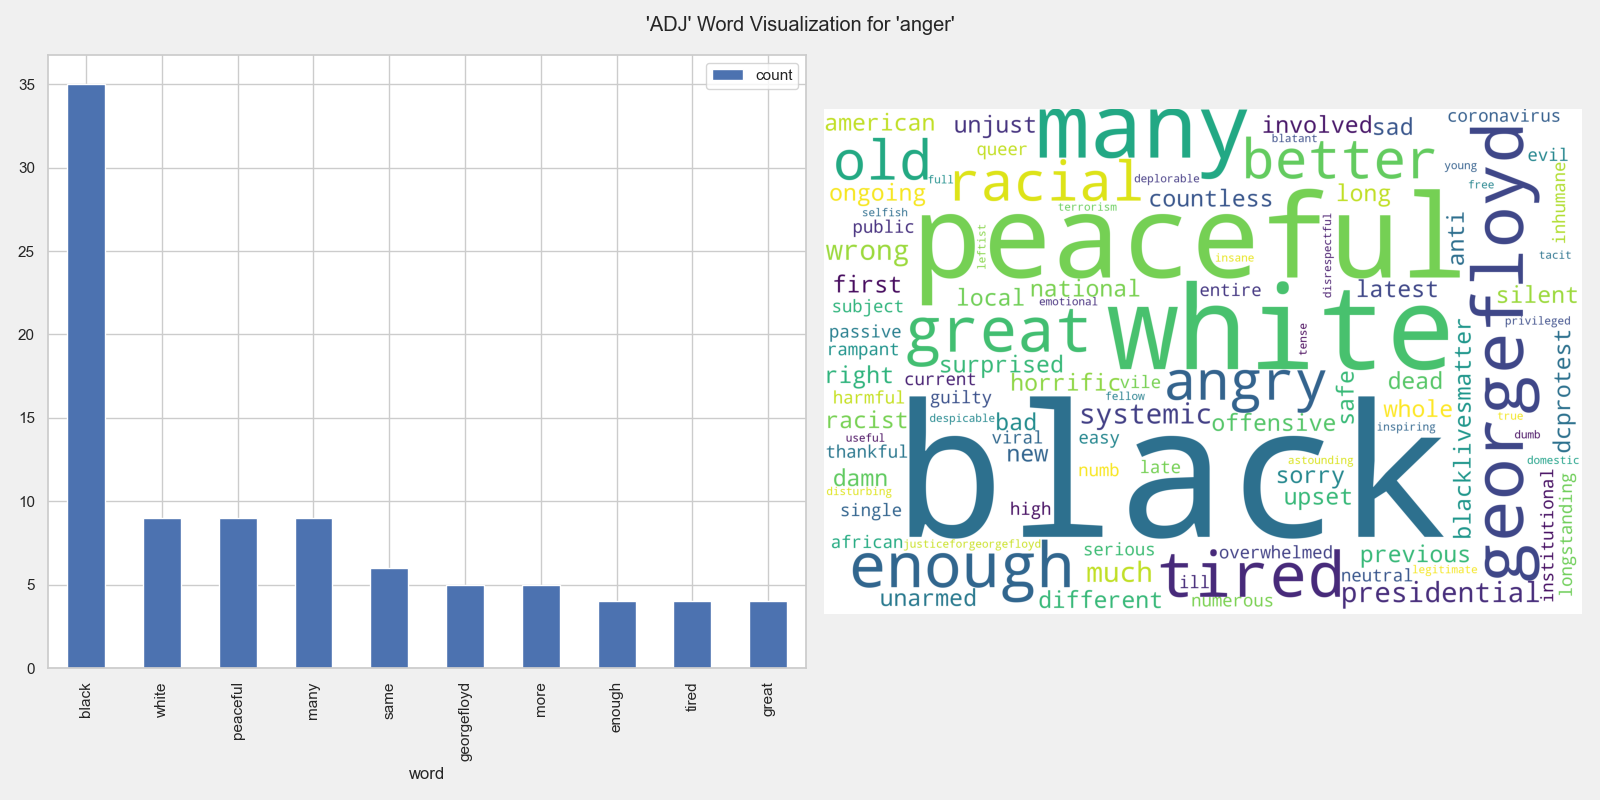 'ADJ' Word Visualization for 'anger'
count
35
30
25
20
15
10
5
0
black
white
peaceful
many
same
georgefloyd
more
enough
tired
great
word
american
unjust
many
involved
sad
coronavirus
blatant
queer
old
better
georgefloyd
evil
full
racial
deplorable
young
free
inhumane
ongoing
countless
long
selfish
terrorism
public
peaceful
anti
wrong
leftist
insane
disrespectful
tacit
first
national
entire
latest
silent
local
emotional
white
subject
great
privileged
passive
tense
rampant
blacklivesmatter
dcprotest
surprised
right
current
horrific
vile
angry
safe
dead
harmful
guilty
fellow
racist
despicable
bad
systemic
offensive
whole
true
inspiring
useful
viral
easy
dumb
thankful
new
black
numb
late
astounding
domestic
damn
sorry
disturbing
upset
single
high
institutional
longstanding
african
justiceforgeorgefloyd
serious
overwhelmed
previous
enough
much
tired
ill
neutral
legitimate
unarmed
different
numerous
presidential